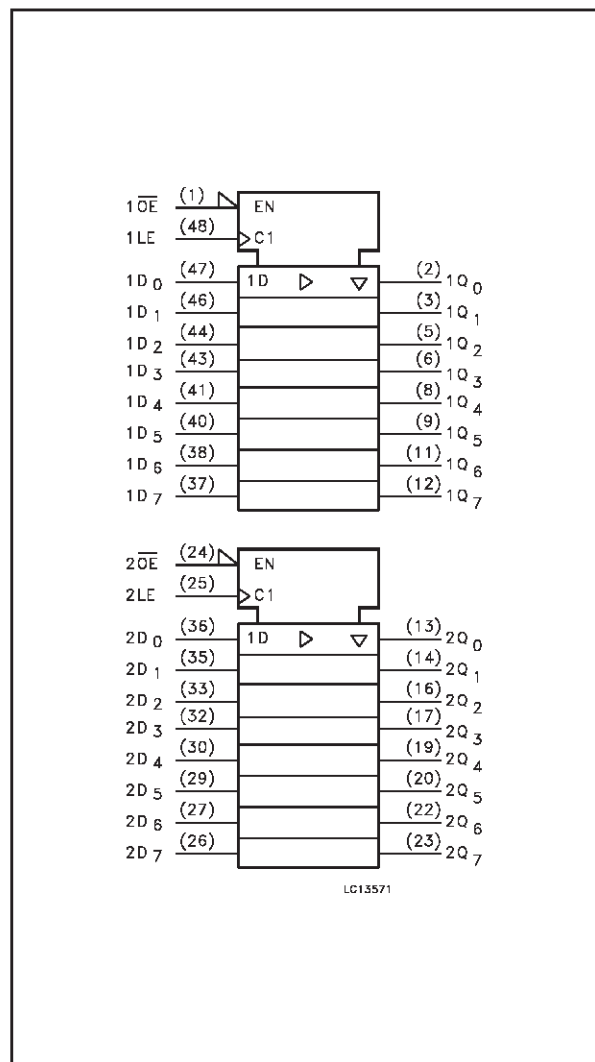 1O̅E̅ (1) EN
1LE (48) C1
1D0 (47) 1D (2) 1Q0
1D1 (46) (3) 1Q1
1D2 (44) (5) 1Q2
1D3 (43) (6) 1Q3
1D4 (41) (8) 1Q4
1D5 (40) (9) 1Q5
1D6 (38) (11) 1Q6
1D7 (37) (12) 1Q7
2O̅E̅ (24) EN
2LE (25) C1
2D0 (36) 1D (13) 2Q0
2D1 (35) (14) 2Q1
2D2 (33) (16) 2Q2
2D3 (32) (17) 2Q3
2D4 (30) (19) 2Q4
2D5 (29) (20) 2Q5
2D6 (27) (22) 2Q6
2D7 (26) (23) 2Q7
LC13571